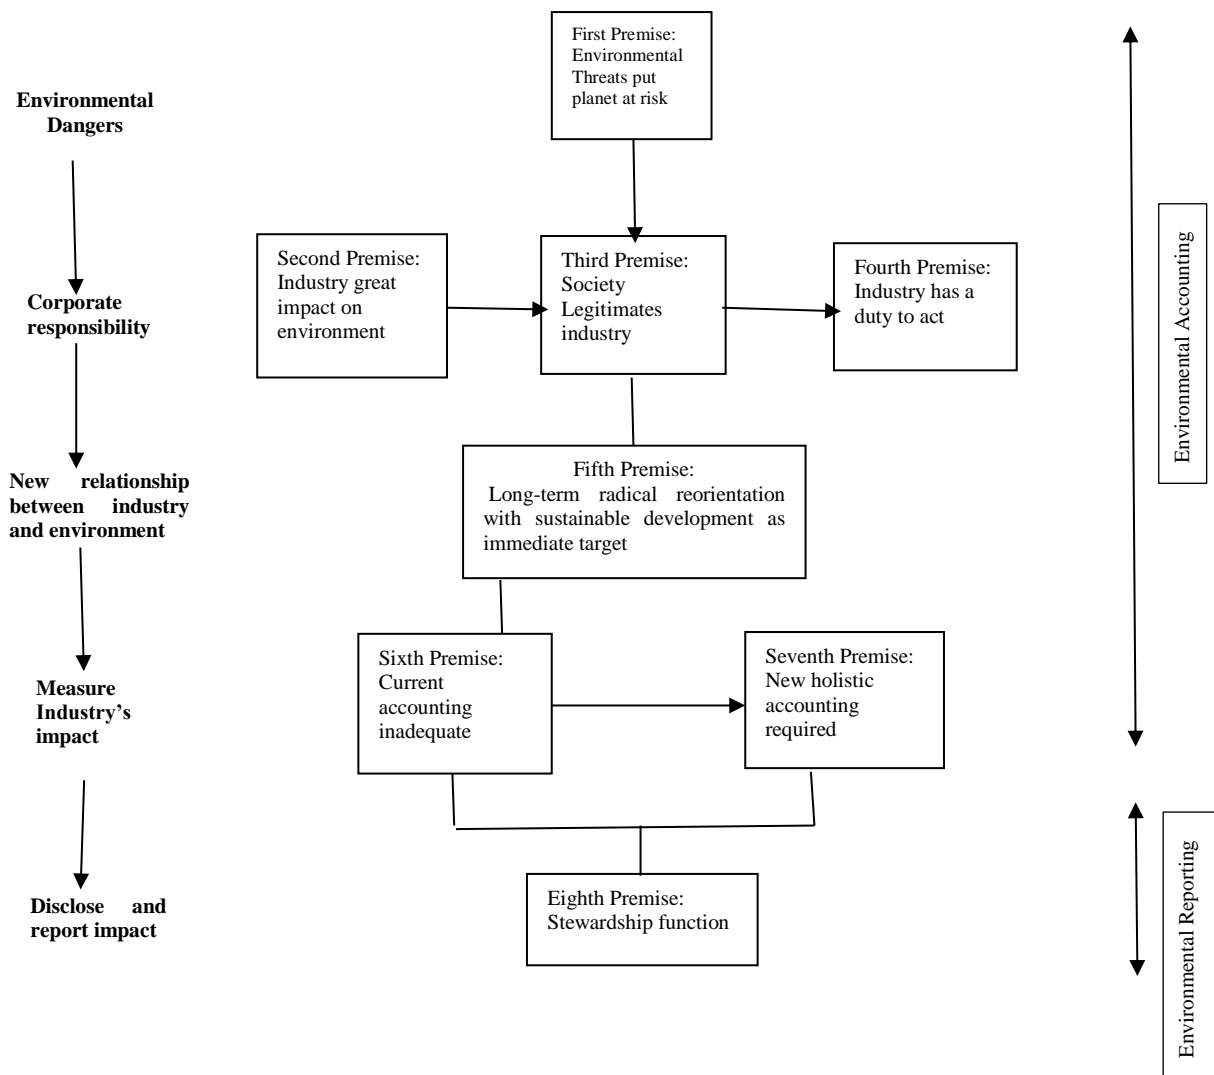 First Premise:
Environmental
Threats put
planet at risk
Environmental
Dangers
Second Premise:
Industry great
impact on
environment
Third Premise:
Society
Legitimates
industry
Fourth Premise:
Industry has a
duty to act
Corporate
responsibility
Environmental Accounting
Fifth Premise:
Long-term radical reorientation
with sustainable development as
immediate target
New relationship
between industry
and environment
Sixth Premise:
Current
accounting
inadequate
Seventh Premise:
New holistic
accounting
required
Measure
Industry’s
impact
Eighth Premise:
Stewardship function
Disclose and
report impact
Environmental Reporting